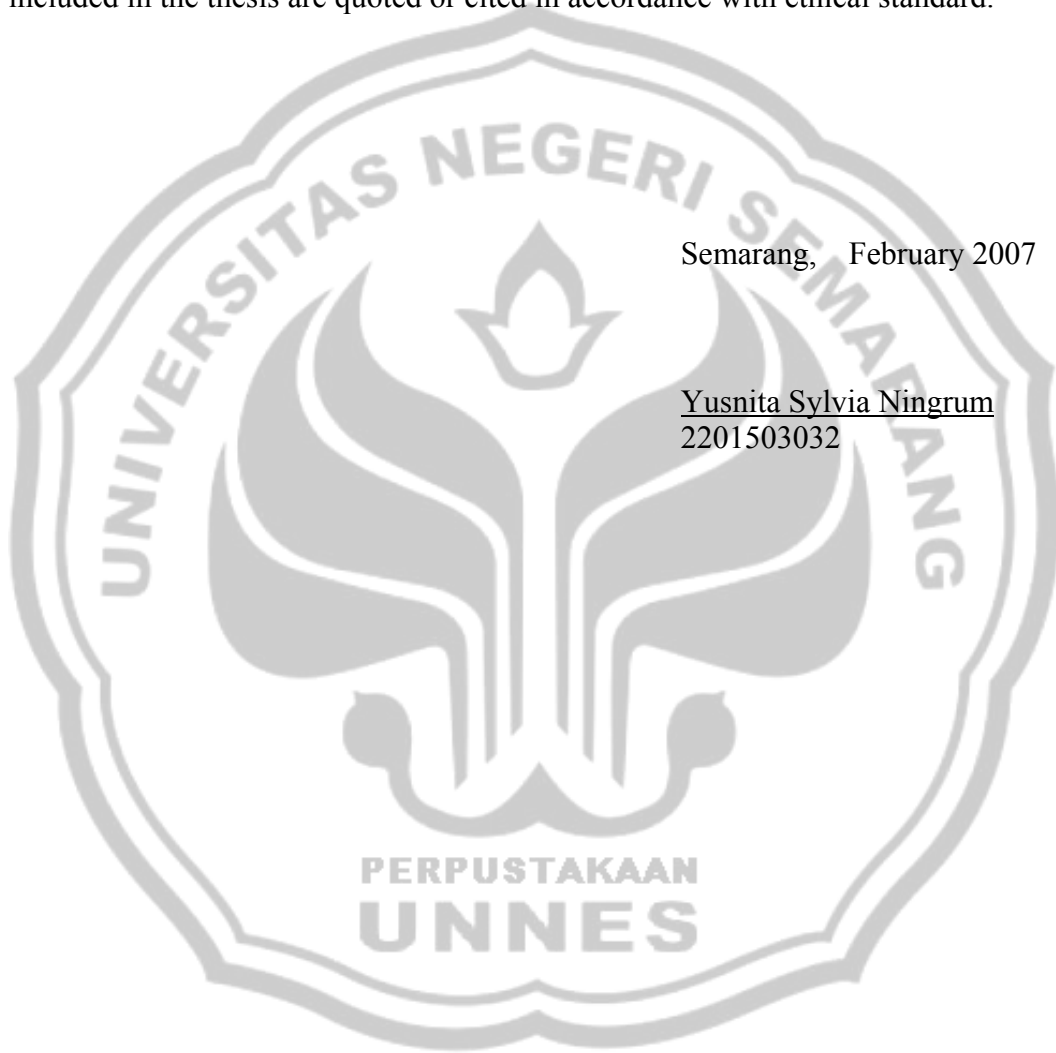 included in the thesis are quoted or cited in accordance with ethical standard.
UNIVERSITAS NEGERI SEMARANG
Semarang, February 2007
Yusnita Sylvia Ningrum
2201503032
PERPUSTAKAAN
UNNES